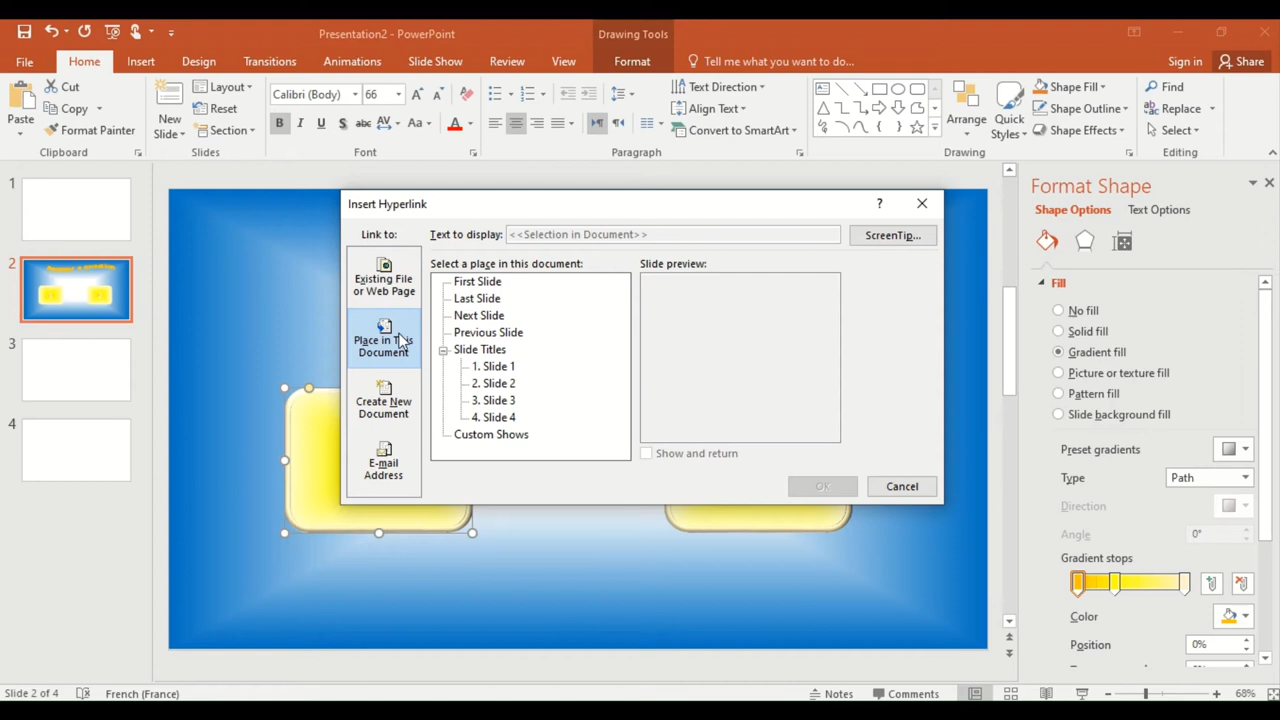 Presentation2 - PowerPoint
Drawing Tools
File
Home
Insert
Design
Transitions
Animations
Slide Show
Review
View
Format
Tell me what you want to do...
Sign in
Share
Paste
Cut
Copy
Format Painter
Clipboard
New Slide
Layout
Reset
Section
Slides
Calibri (Body)
66
B I U S abc AV Aa A
Font
Text Direction
Align Text
Convert to SmartArt
Paragraph
Arrange
Quick Styles
Shape Fill
Shape Outline
Shape Effects
Drawing
Find
Replace
Select
Editing
1
2
3
4
Insert Hyperlink
?
Link to:
Text to display:
<<Selection in Document>>
ScreenTip...
Existing File or Web Page
Place in This Document
Create New Document
E-mail Address
Select a place in this document:
First Slide
Last Slide
Next Slide
Previous Slide
Slide Titles
1. Slide 1
2. Slide 2
3. Slide 3
4. Slide 4
Custom Shows
Slide preview:
Show and return
OK
Cancel
Format Shape
Shape Options
Text Options
Fill
No fill
Solid fill
Gradient fill
Picture or texture fill
Pattern fill
Slide background fill
Preset gradients
Type
Path
Direction
Angle
0°
Gradient stops
Color
Position
0%
Slide 2 of 4
French (France)
Notes
Comments
68%